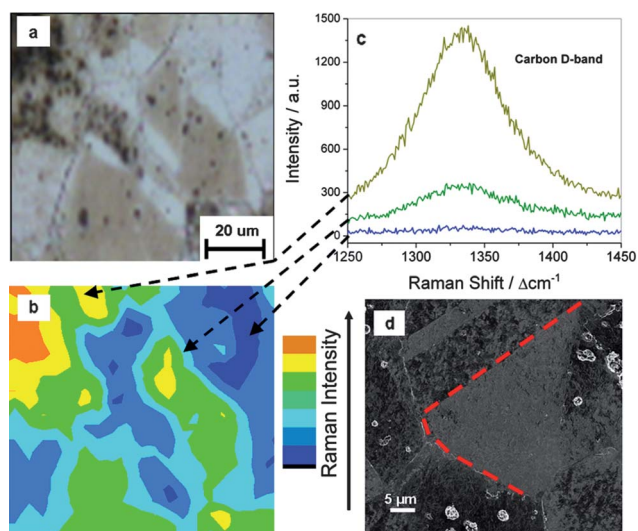 a
20 um
c
Carbon D-band
Intensity / a.u.
1500
1200
900
600
300
0
1250
1300
1350
1400
1450
Raman Shift / Δcm⁻¹
b
Raman Intensity
d
5 µm